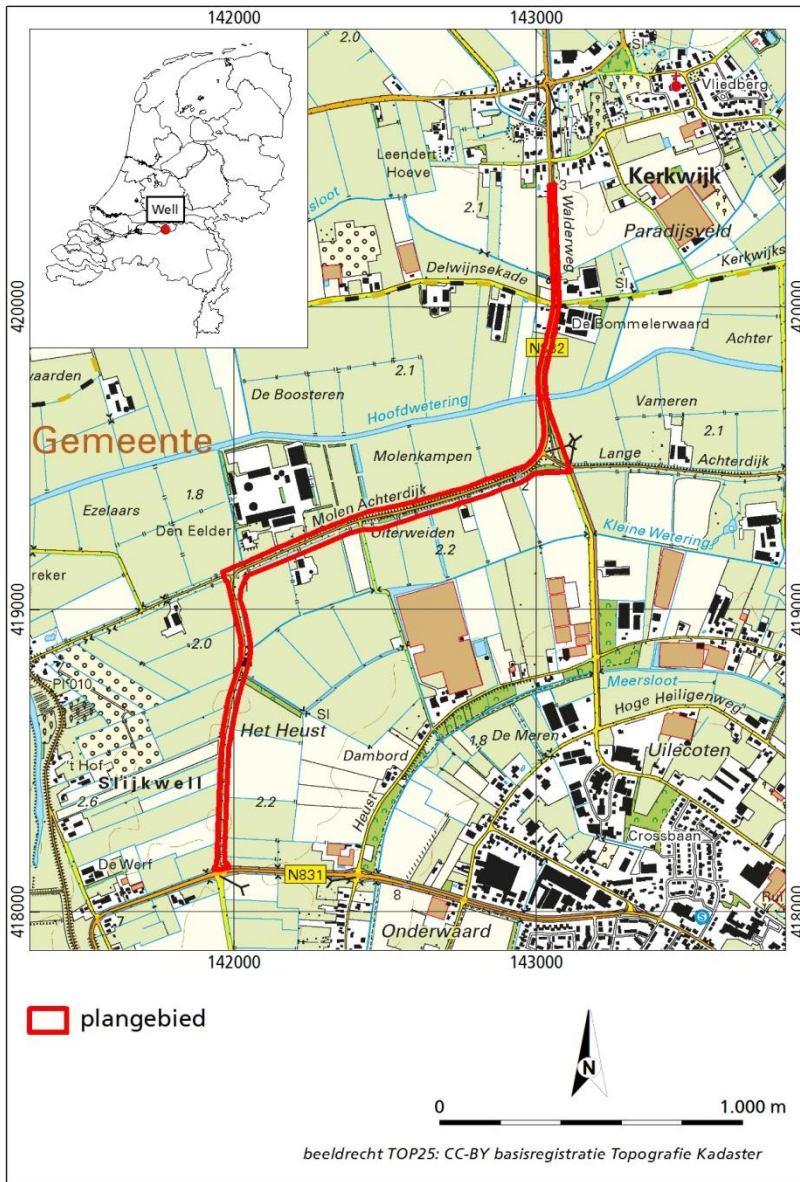 142000
143000
2.0
Sl
Vliedberg
Leendert
Hoeve
Kerkwijk
3
Walderweg
2.1
Paradijsveld
Well
Delwijnsekade
Sl
Kerkwijks
420000
420000
De Bommelerwaard
Achter
2.1
De Boosteren
Hoofdwetering
Vameren
2.1
Gemeente
Molenkampen
Lange
Achterdijk
1.8
Ezelaars
Molen Achterdijk
2
Den Eelder
Uiterweiden
2.2
Kleine Wetering
reker
419000
419000
2.0
Meersloot
Sl
Het Heust
Hoge Heiligenweg
1.8
De Meren
Dambord
Uilecoten
't Hof
Slijkwell
2.6
2.2
Heust
Crossbaan
De Werf
N831
7
8
418000
418000
Onderwaard
S
142000
143000
plangebied
N
0
1.000 m
beeldrecht TOP25: CC-BY basisregistratie Topografie Kadaster